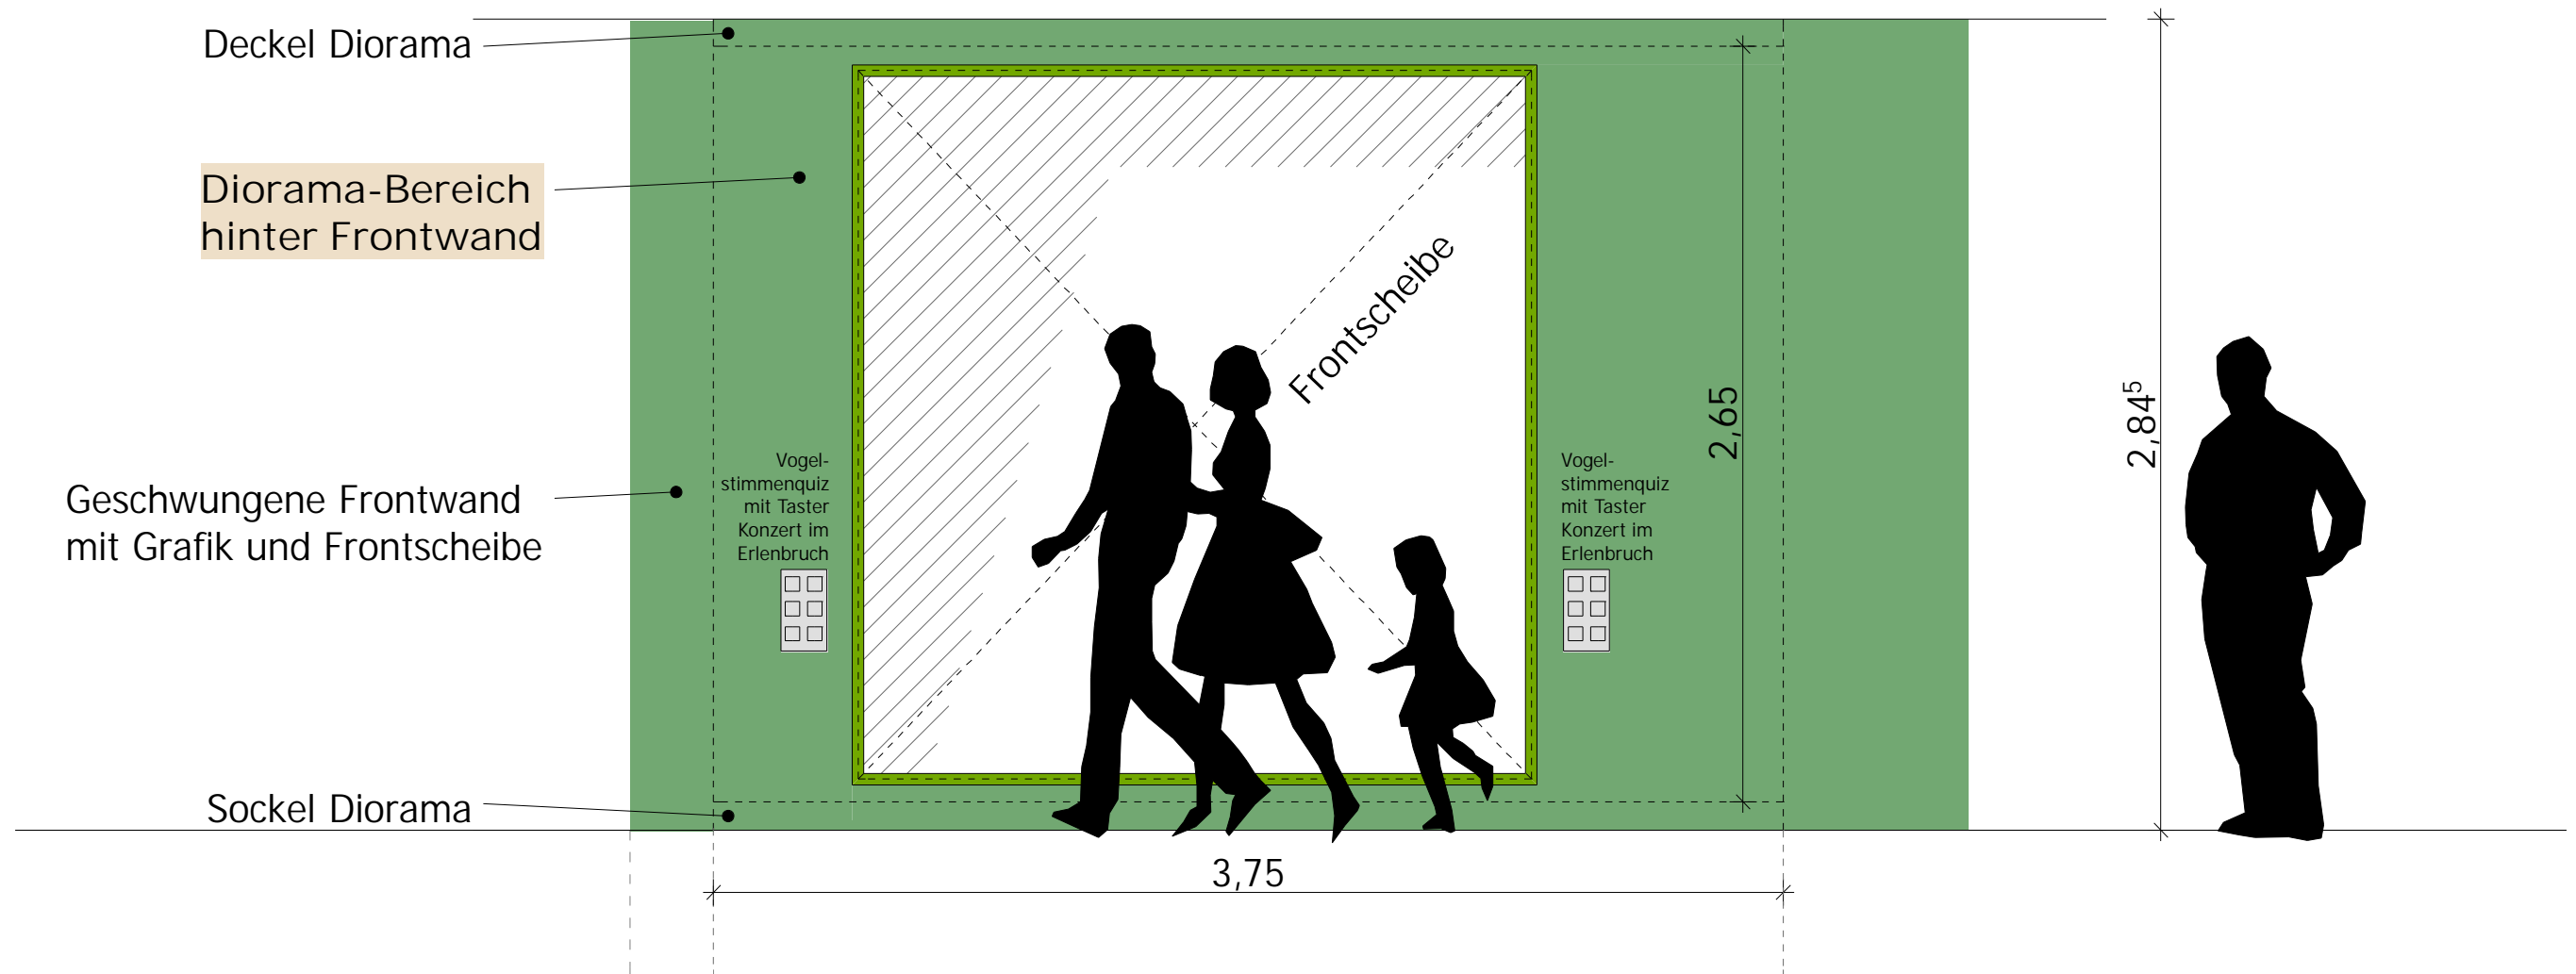 Deckel Diorama
Diorama-Bereich
hinter Frontwand
Frontscheibe
2,65
2,84⁵
Vogel-
stimmenquiz
mit Taster
Konzert im
Erlenbruch
Vogel-
stimmenquiz
mit Taster
Konzert im
Erlenbruch
Geschwungene Frontwand
mit Grafik und Frontscheibe
Sockel Diorama
3,75